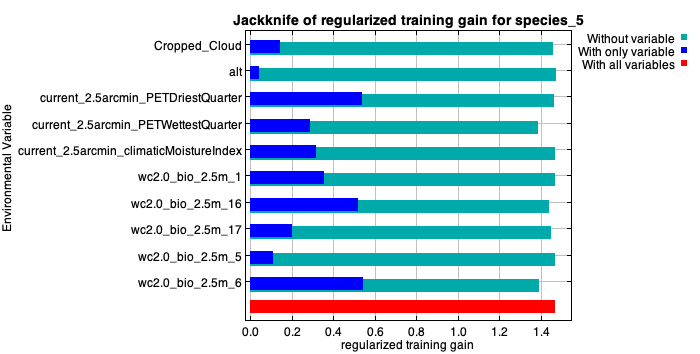 Jackknife of regularized training gain for species_5
Without variable
With only variable
With all variables
Environmental Variable
Cropped_Cloud
alt
current_2.5arcmin_PETDriestQuarter
current_2.5arcmin_PETWettestQuarter
current_2.5arcmin_climaticMoistureIndex
wc2.0_bio_2.5m_1
wc2.0_bio_2.5m_16
wc2.0_bio_2.5m_17
wc2.0_bio_2.5m_5
wc2.0_bio_2.5m_6
0.0 0.2 0.4 0.6 0.8 1.0 1.2 1.4
regularized training gain